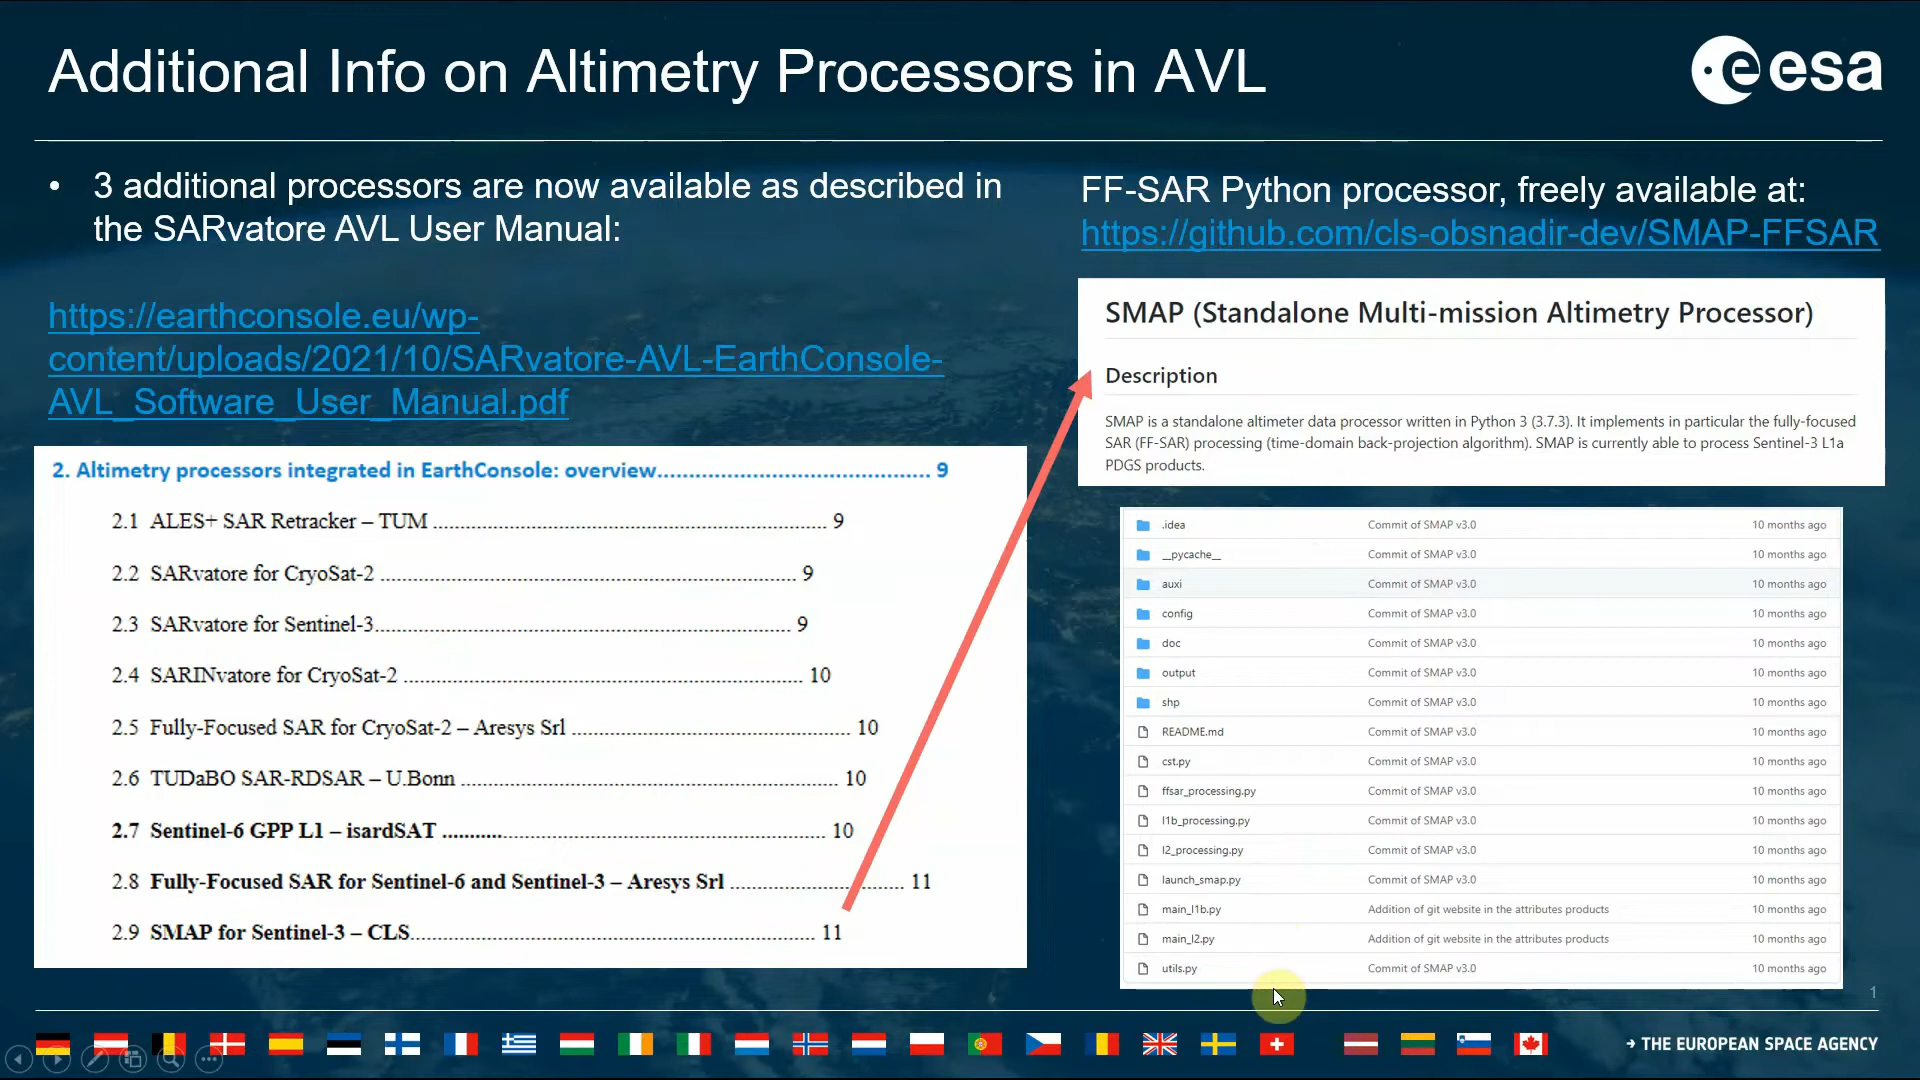 Additional Info on Altimetry Processors in AVL
esa
• 3 additional processors are now available as described in
the SARvatore AVL User Manual:
https://earthconsole.eu/wp-
content/uploads/2021/10/SARvatore-AVL-EarthConsole-
AVL_Software_User_Manual.pdf
2. Altimetry processors integrated in EarthConsole: overview...................................... 9
2.1 ALES+ SAR Retracker – TUM ........................................................................... 9
2.2 SARvatore for CryoSat-2 ............................................................................... 9
2.3 SARvatore for Sentinel-3............................................................................... 9
2.4 SARINvatore for CryoSat-2 ............................................................................ 10
2.5 Fully-Focused SAR for CryoSat-2 – Aresys Srl ..................................................... 10
2.6 TUDaBO SAR-RDSAR – U.Bonn ........................................................................ 10
2.7 Sentinel-6 GPP L1 – isardSAT ......................................................................... 10
2.8 Fully-Focused SAR for Sentinel-6 and Sentinel-3 – Aresys Srl ................................. 11
2.9 SMAP for Sentinel-3 – CLS............................................................................. 11
FF-SAR Python processor, freely available at:
https://github.com/cls-obsnadir-dev/SMAP-FFSAR
SMAP (Standalone Multi-mission Altimetry Processor)
Description
SMAP is a standalone altimeter data processor written in Python 3 (3.7.3). It implements in particular the fully-focused
SAR (FF-SAR) processing (time-domain back-projection algorithm). SMAP is currently able to process Sentinel-3 L1a
PDGS products.
.idea Commit of SMAP v3.0 10 months ago
__pycache__ Commit of SMAP v3.0 10 months ago
auxi Commit of SMAP v3.0 10 months ago
config Commit of SMAP v3.0 10 months ago
doc Commit of SMAP v3.0 10 months ago
output Commit of SMAP v3.0 10 months ago
shp Commit of SMAP v3.0 10 months ago
README.md Commit of SMAP v3.0 10 months ago
cst.py Commit of SMAP v3.0 10 months ago
ffsar_processing.py Commit of SMAP v3.0 10 months ago
l1b_processing.py Commit of SMAP v3.0 10 months ago
l2_processing.py Commit of SMAP v3.0 10 months ago
launch_smap.py Commit of SMAP v3.0 10 months ago
main_l1b.py Addition of git website in the attributes products 10 months ago
main_l2.py Addition of git website in the attributes products 10 months ago
utils.py Commit of SMAP v3.0 10 months ago
1
→ THE EUROPEAN SPACE AGENCY